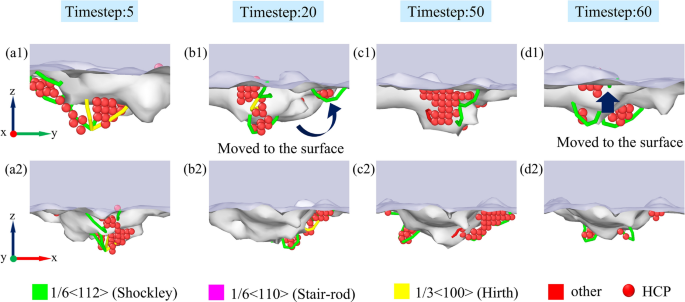 Timestep:5 Timestep:20 Timestep:50 Timestep:60
(a1) (b1) (c1) (d1)
z
x y
Moved to the surface Moved to the surface
(a2) (b2) (c2) (d2)
z
y x
1/6<112> (Shockley) 1/6<110> (Stair-rod) 1/3<100> (Hirth) other HCP